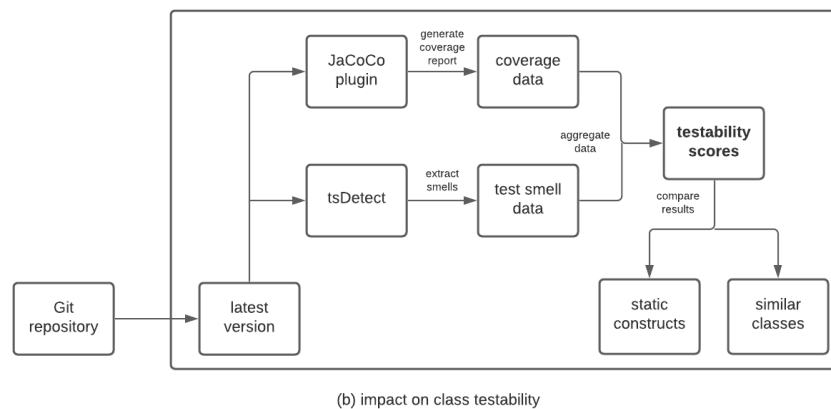 generate
coverage
report
JaCoCo
plugin
coverage
data
aggregate
data
testability
scores
extract
smells
tsDetect
test smell
data
compare
results
Git
repository
latest
version
static
constructs
similar
classes
(b) impact on class testability